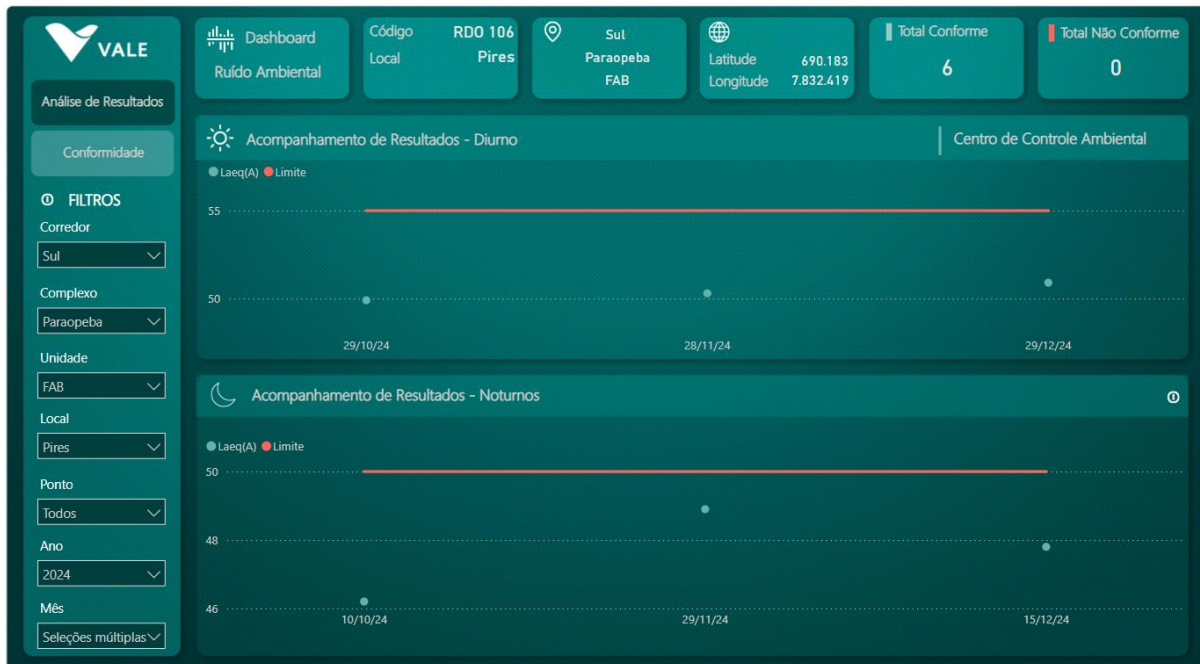 VALE
Análise de Resultados
Conformidade
FILTROS
Corredor
Sul
Complexo
Paraopeba
Unidade
FAB
Local
Pires
Ponto
Todos
Ano
2024
Mês
Seleções múltiplas
Dashboard
Ruído Ambiental
Código RDO 106
Local Pires
Sul
Paraopeba
FAB
Latitude 690.183
Longitude 7.832.419
Total Conforme
6
Total Não Conforme
0
Acompanhamento de Resultados - Diurno
Centro de Controle Ambiental
Laeq(A) Limite
55
50
29/10/24 28/11/24 29/12/24
Acompanhamento de Resultados - Noturnos
Laeq(A) Limite
50
48
46
10/10/24 29/11/24 15/12/24